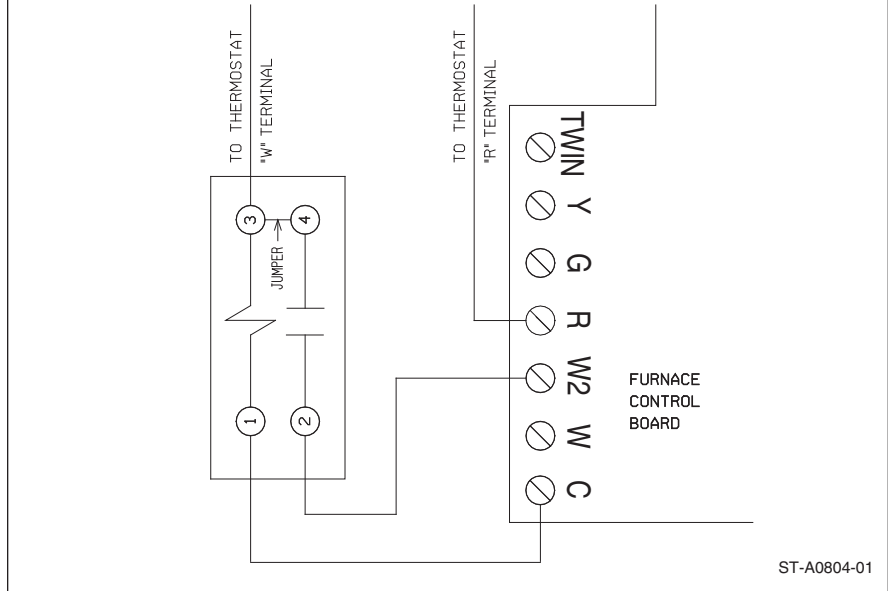 TO THERMOSTAT
"W" TERMINAL
TO THERMOSTAT
"R" TERMINAL
3
4
JUMPER
1
2
TWIN
Y
G
R
W2
W
C
FURNACE
CONTROL
BOARD
ST-A0804-01